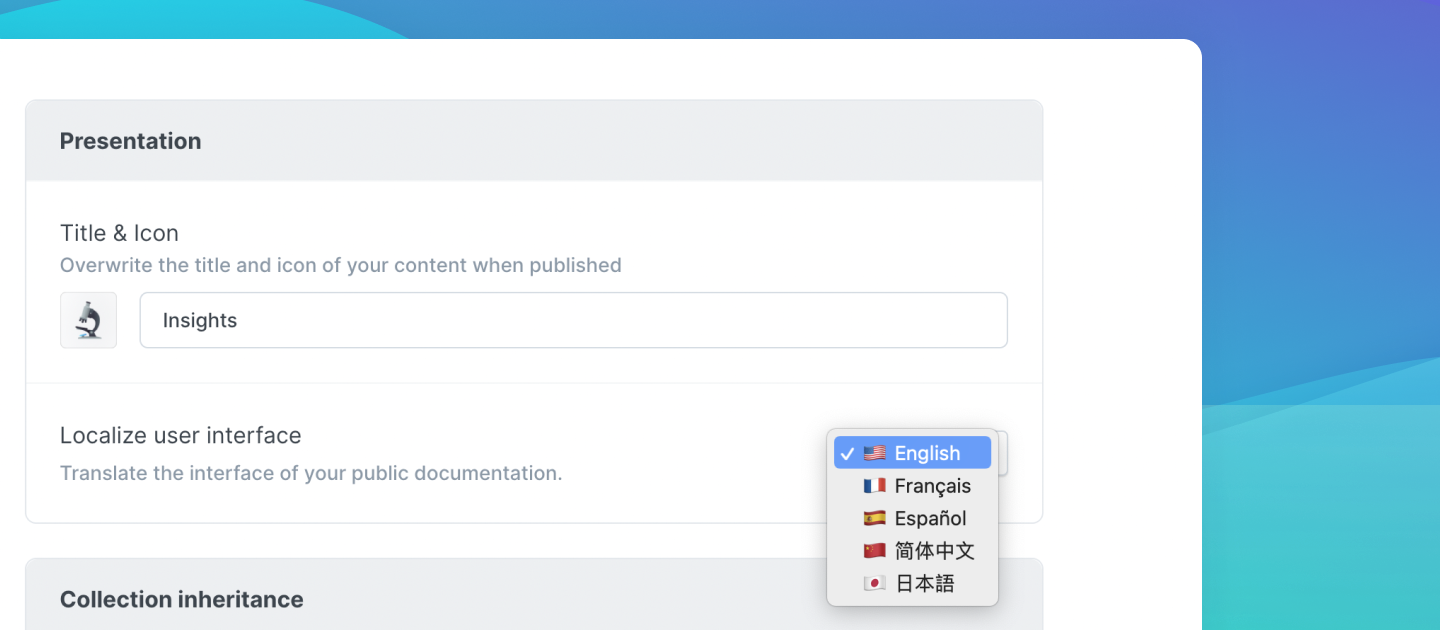 Presentation
Title & Icon
Overwrite the title and icon of your content when published
Insights
Localize user interface
Translate the interface of your public documentation.
English
Français
Español
简体中文
日本語
Collection inheritance